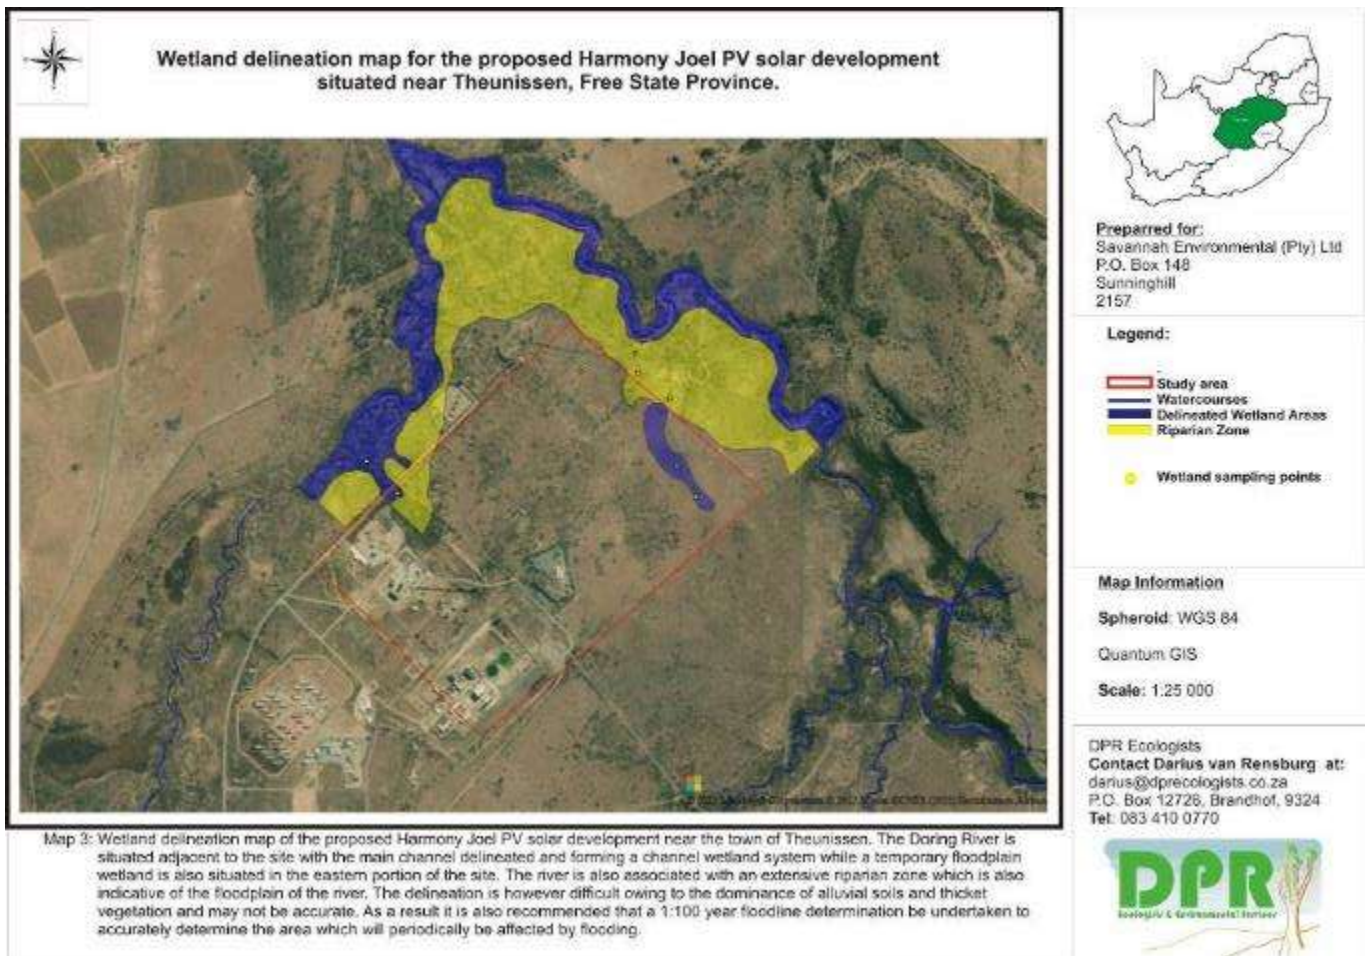 Wetland delineation map for the proposed Harmony Joel PV solar development
situated near Theunissen, Free State Province.
Preparred for:
Savannah Environmental (Pty) Ltd
P.O. Box 148
Sunninghill
2157
Legend:
Study area
Watercourses
Delineated Wetland Areas
Riparian Zone
Wetland sampling points
Map Information
Spheroid: WGS 84
Quantum GIS
Scale: 1:25 000
DPR Ecologists
Contact Darius van Rensburg at:
darius@dprecologists.co.za
P.O. Box 12726, Brandhof, 9324
Tel: 083 410 0770
DPR
Ecologists & Environmental Services
Map 3: Wetland delineation map of the proposed Harmony Joel PV solar development near the town of Theunissen. The Doring River is
situated adjacent to the site with the main channel delineated and forming a channel wetland system while a temporary floodplain
wetland is also situated in the eastern portion of the site. The river is also associated with an extensive riparian zone which is also
indicative of the floodplain of the river. The delineation is however difficult owing to the dominance of alluvial soils and thicket
vegetation and may not be accurate. As a result it is also recommended that a 1:100 year floodline determination be undertaken to
accurately determine the area which will periodically be affected by flooding.